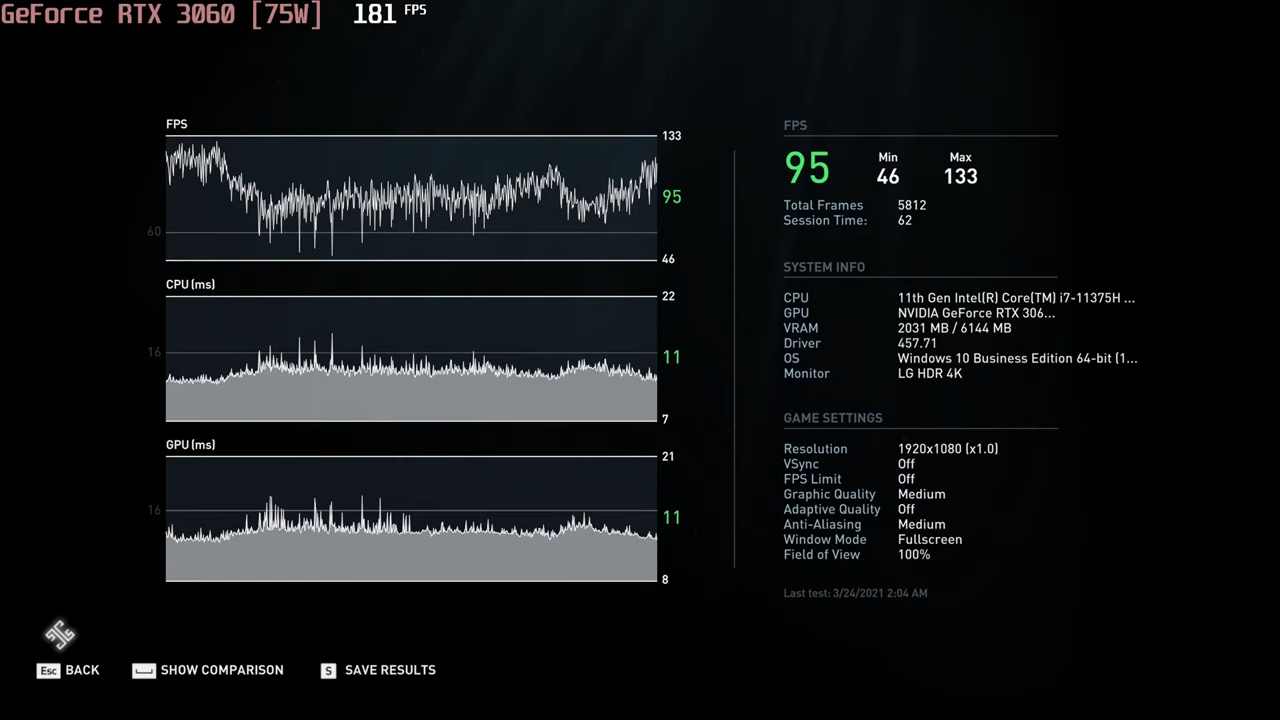 GeForce RTX 3060 [75W] 181 FPS
FPS
133
95
60
46
CPU (ms)
22
16
11
7
GPU (ms)
21
16
11
8
FPS
95
Min Max
46 133
Total Frames 5812
Session Time: 62
SYSTEM INFO
CPU 11th Gen Intel(R) Core(TM) i7-11375H ...
GPU NVIDIA GeForce RTX 306...
VRAM 2031 MB / 6144 MB
Driver 457.71
OS Windows 10 Business Edition 64-bit (1...
Monitor LG HDR 4K
GAME SETTINGS
Resolution 1920x1080 (x1.0)
VSync Off
FPS Limit Off
Graphic Quality Medium
Adaptive Quality Off
Anti-Aliasing Medium
Window Mode Fullscreen
Field of View 100%
Last test: 3/24/2021 2:04 AM
Esc BACK SHOW COMPARISON S SAVE RESULTS